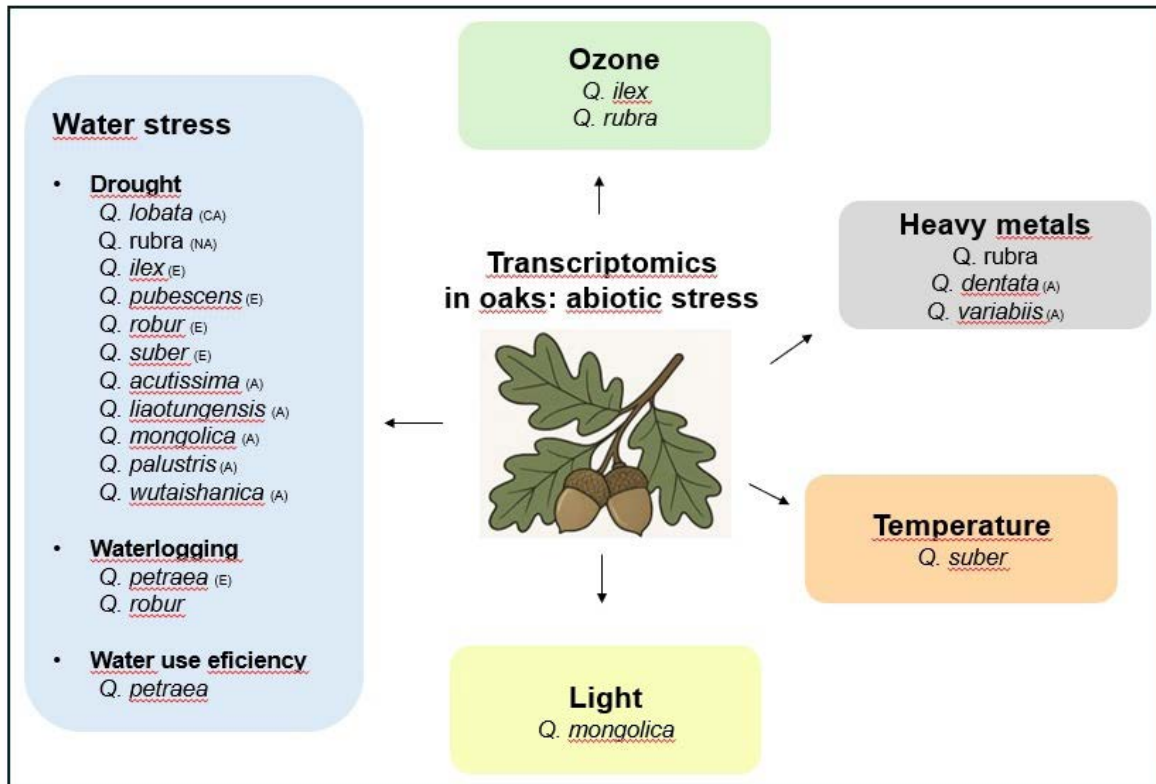 Water stress
• Drought
Q. lobata (CA)
Q. rubra (NA)
Q. ilex (E)
Q. pubescens (E)
Q. robur (E)
Q. suber (E)
Q. acutissima (A)
Q. liaotungensis (A)
Q. mongolica (A)
Q. palustris (A)
Q. wutaishanica (A)
• Waterlogging
Q. petraea (E)
Q. robur
• Water use eficiency
Q. petraea
Ozone
Q. ilex
Q. rubra
Transcriptomics
in oaks: abiotic stress
Heavy metals
Q. rubra
Q. dentata (A)
Q. variabiis (A)
Temperature
Q. suber
Light
Q. mongolica